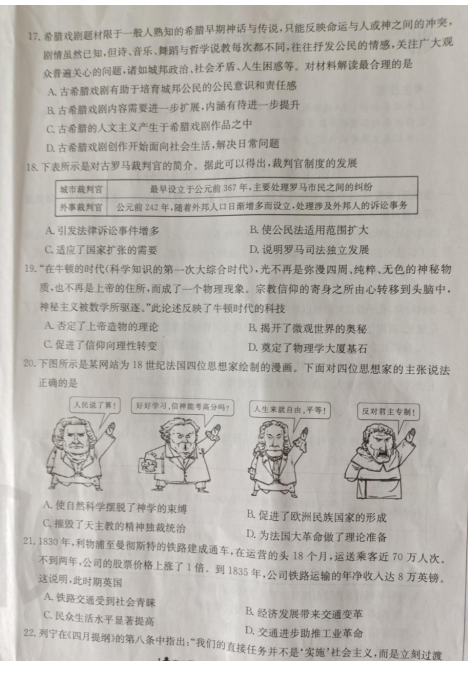 17. 希腊戏剧题材限于一般人熟知的希腊早期神话与传说,只能反映命运与人或神之间的冲突,
剧情虽然已知,但诗、音乐、舞蹈与哲学说教每次都不同,往往抒发公民的情感,关注广大观
众普遍关心的问题,诸如城邦政治、社会矛盾、人生困惑等。对材料解读最合理的是
A. 古希腊戏剧有助于培育城邦公民的公民意识和责任感
B. 古希腊戏剧内容需要进一步扩展,内涵有待进一步提升
C. 古希腊的人文主义产生于希腊戏剧作品之中
D. 古希腊戏剧创作开始面向社会生活,解决日常问题
18. 下表所示是对古罗马裁判官的简介。据此可以得出,裁判官制度的发展
城市裁判官 最早设立于公元前 367 年,主要处理罗马市民之间的纠纷
外事裁判官 公元前 242 年,随着外邦人口日渐增多而设立,处理涉及外邦人的诉讼事务
A. 引发法律诉讼事件增多 B. 使公民法适用范围扩大
C. 适应了国家扩张的需要 D. 说明罗马司法独立发展
19. “在牛顿的时代(科学知识的第一次大综合时代),光不再是弥漫四周、纯粹、无色的神秘物
质,也不再是上帝的住所,而成了一个物理现象。宗教信仰的寄身之所由心转移到头脑中,
神秘主义被数学所驱逐。”此论述反映了牛顿时代的科技
A. 否定了上帝造物的理论 B. 揭开了微观世界的奥秘
C. 促进了信仰向理性转变 D. 奠定了物理学大厦基石
20. 下图所示是某网站为 18 世纪法国四位思想家绘制的漫画。下面对四位思想家的主张说法
正确的是
人民说了算! 好好学习,信神能考高分吗? 人生来就自由,平等! 反对君主专制!
A. 使自然科学摆脱了神学的束缚 B. 促进了欧洲民族国家的形成
C. 摧毁了天主教的精神独裁统治 D. 为法国大革命做了理论准备
21. 1830 年,利物浦至曼彻斯特的铁路建成通车,在运营的头 18 个月,运送乘客近 70 万人次。
不到两年,公司的股票价格上涨了 1 倍。到 1835 年,公司铁路运输的年净收入达 8 万英镑。
这说明,此时期英国
A. 铁路交通受到社会青睐 B. 经济发展带来交通变革
C. 民众生活水平显著提高 D. 交通进步助推工业革命
22. 列宁在《四月提纲》的第八条中指出:“我们的直接任务并不是‘实施’社会主义,而是立刻过渡